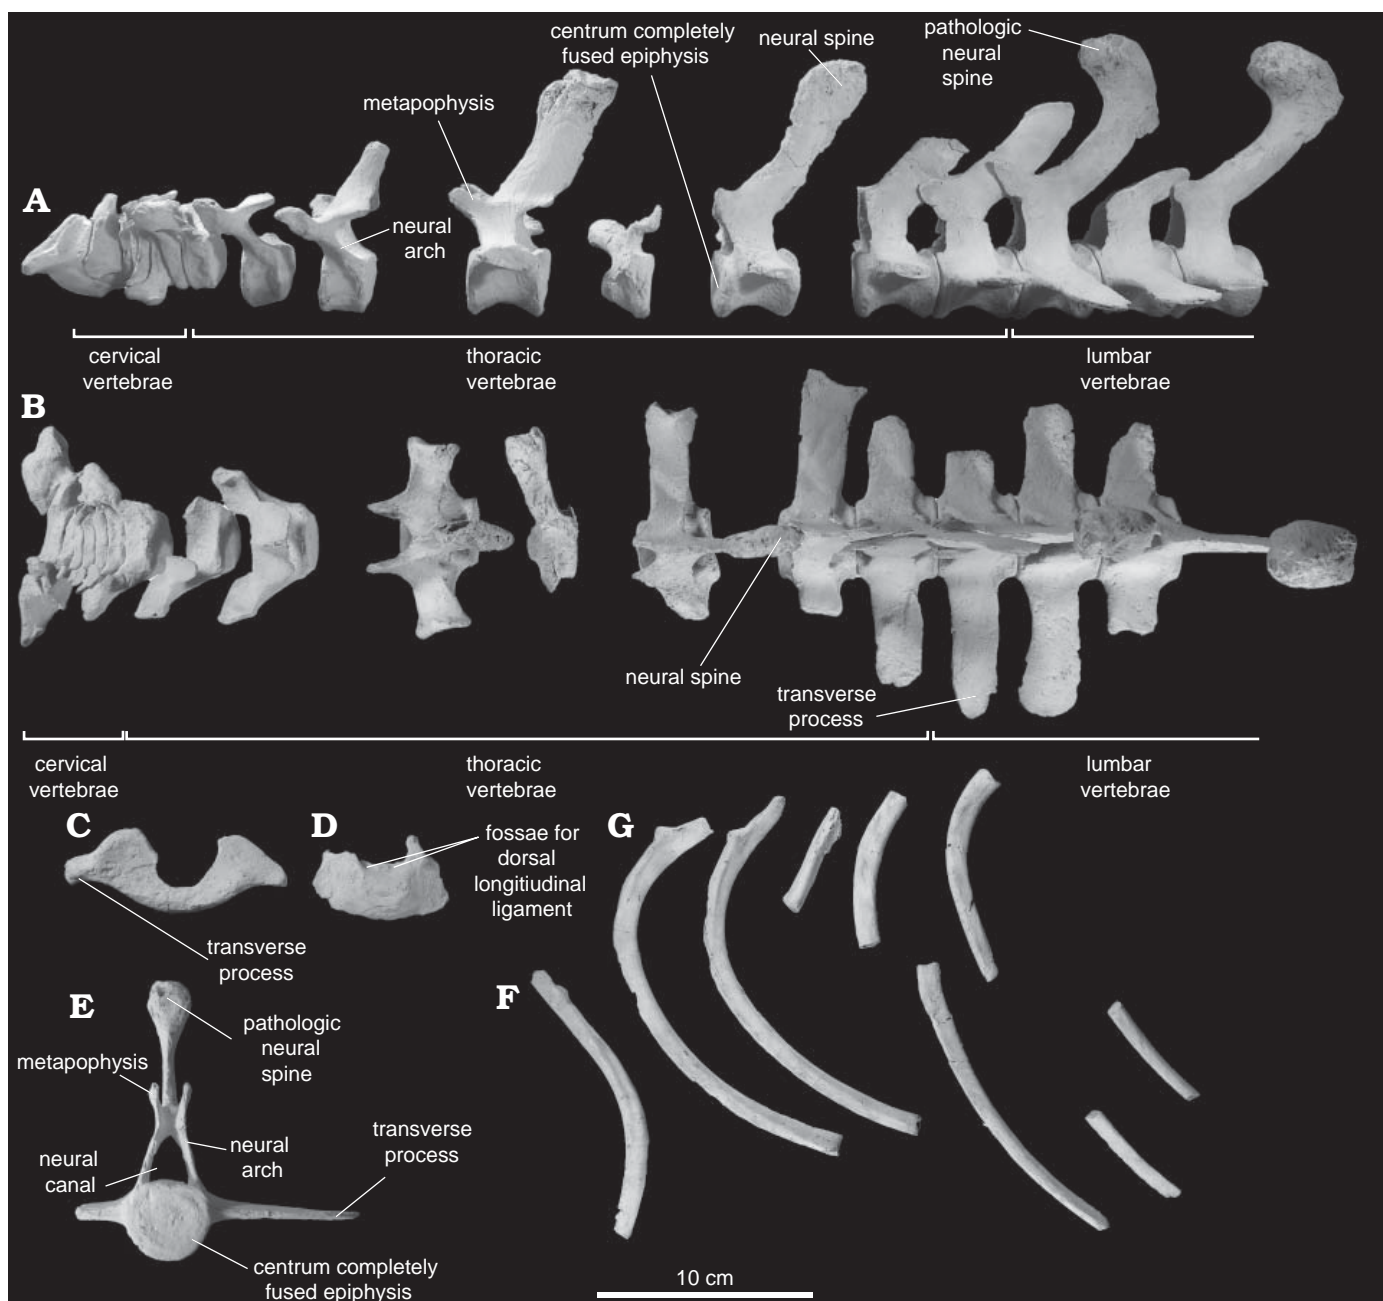 centrum completely
fused epiphysis
neural spine
pathologic
neural
spine
metapophysis
A
neural
arch
cervical
vertebrae
thoracic
vertebrae
lumbar
vertebrae
B
neural spine
transverse
process
cervical
vertebrae
thoracic
vertebrae
lumbar
vertebrae
C
D
fossae for
dorsal
longitiudinal
ligament
G
transverse
process
E
F
pathologic
neural
spine
metapophysis
neural
arch
transverse
process
neural
canal
centrum completely
fused epiphysis
10 cm